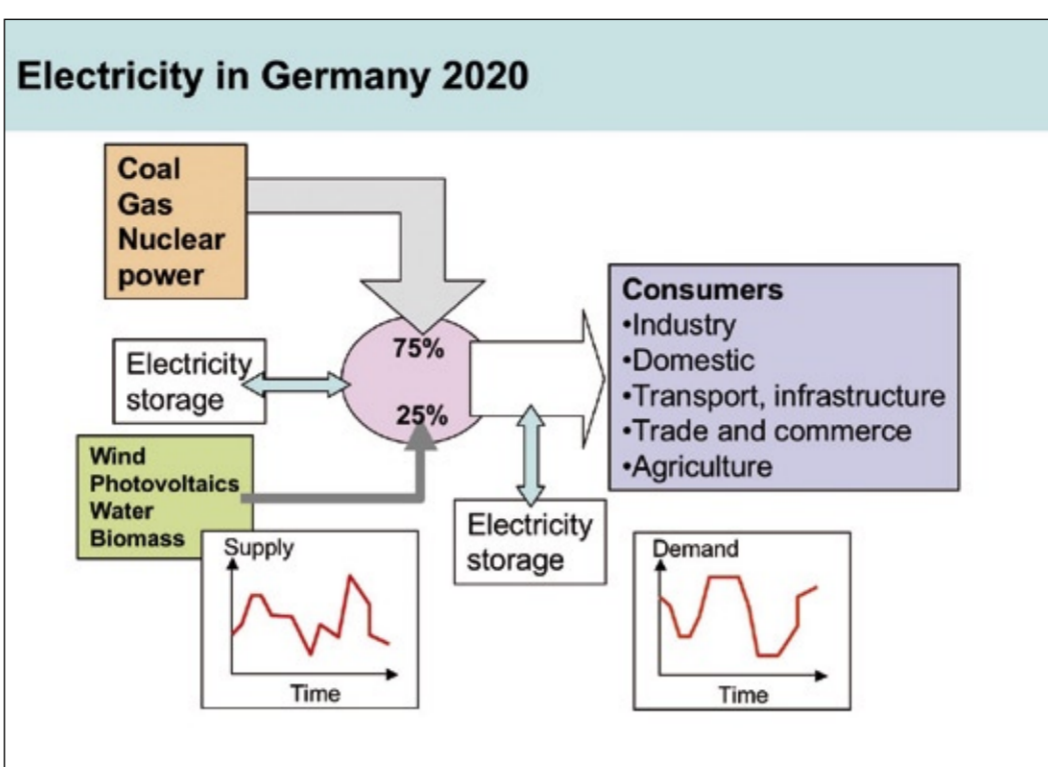 Electricity in Germany 2020
Coal
Gas
Nuclear
power
75%
25%
Electricity
storage
Wind
Photovoltaics
Water
Biomass
Consumers
•Industry
•Domestic
•Transport, infrastructure
•Trade and commerce
•Agriculture
Electricity
storage
Supply
Time
Demand
Time